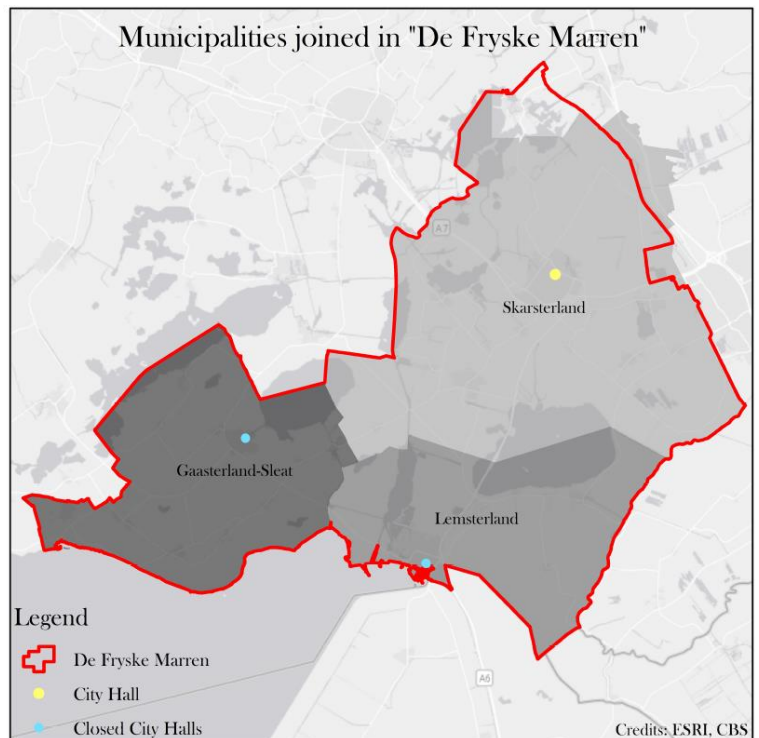 Municipalities joined in "De Fryske Marren"
A7
Skarsterland
Gaasterland-Sleat
Lemsterland
Legend
De Fryske Marren
City Hall
Closed City Halls
A6
Credits: ESRI, CBS